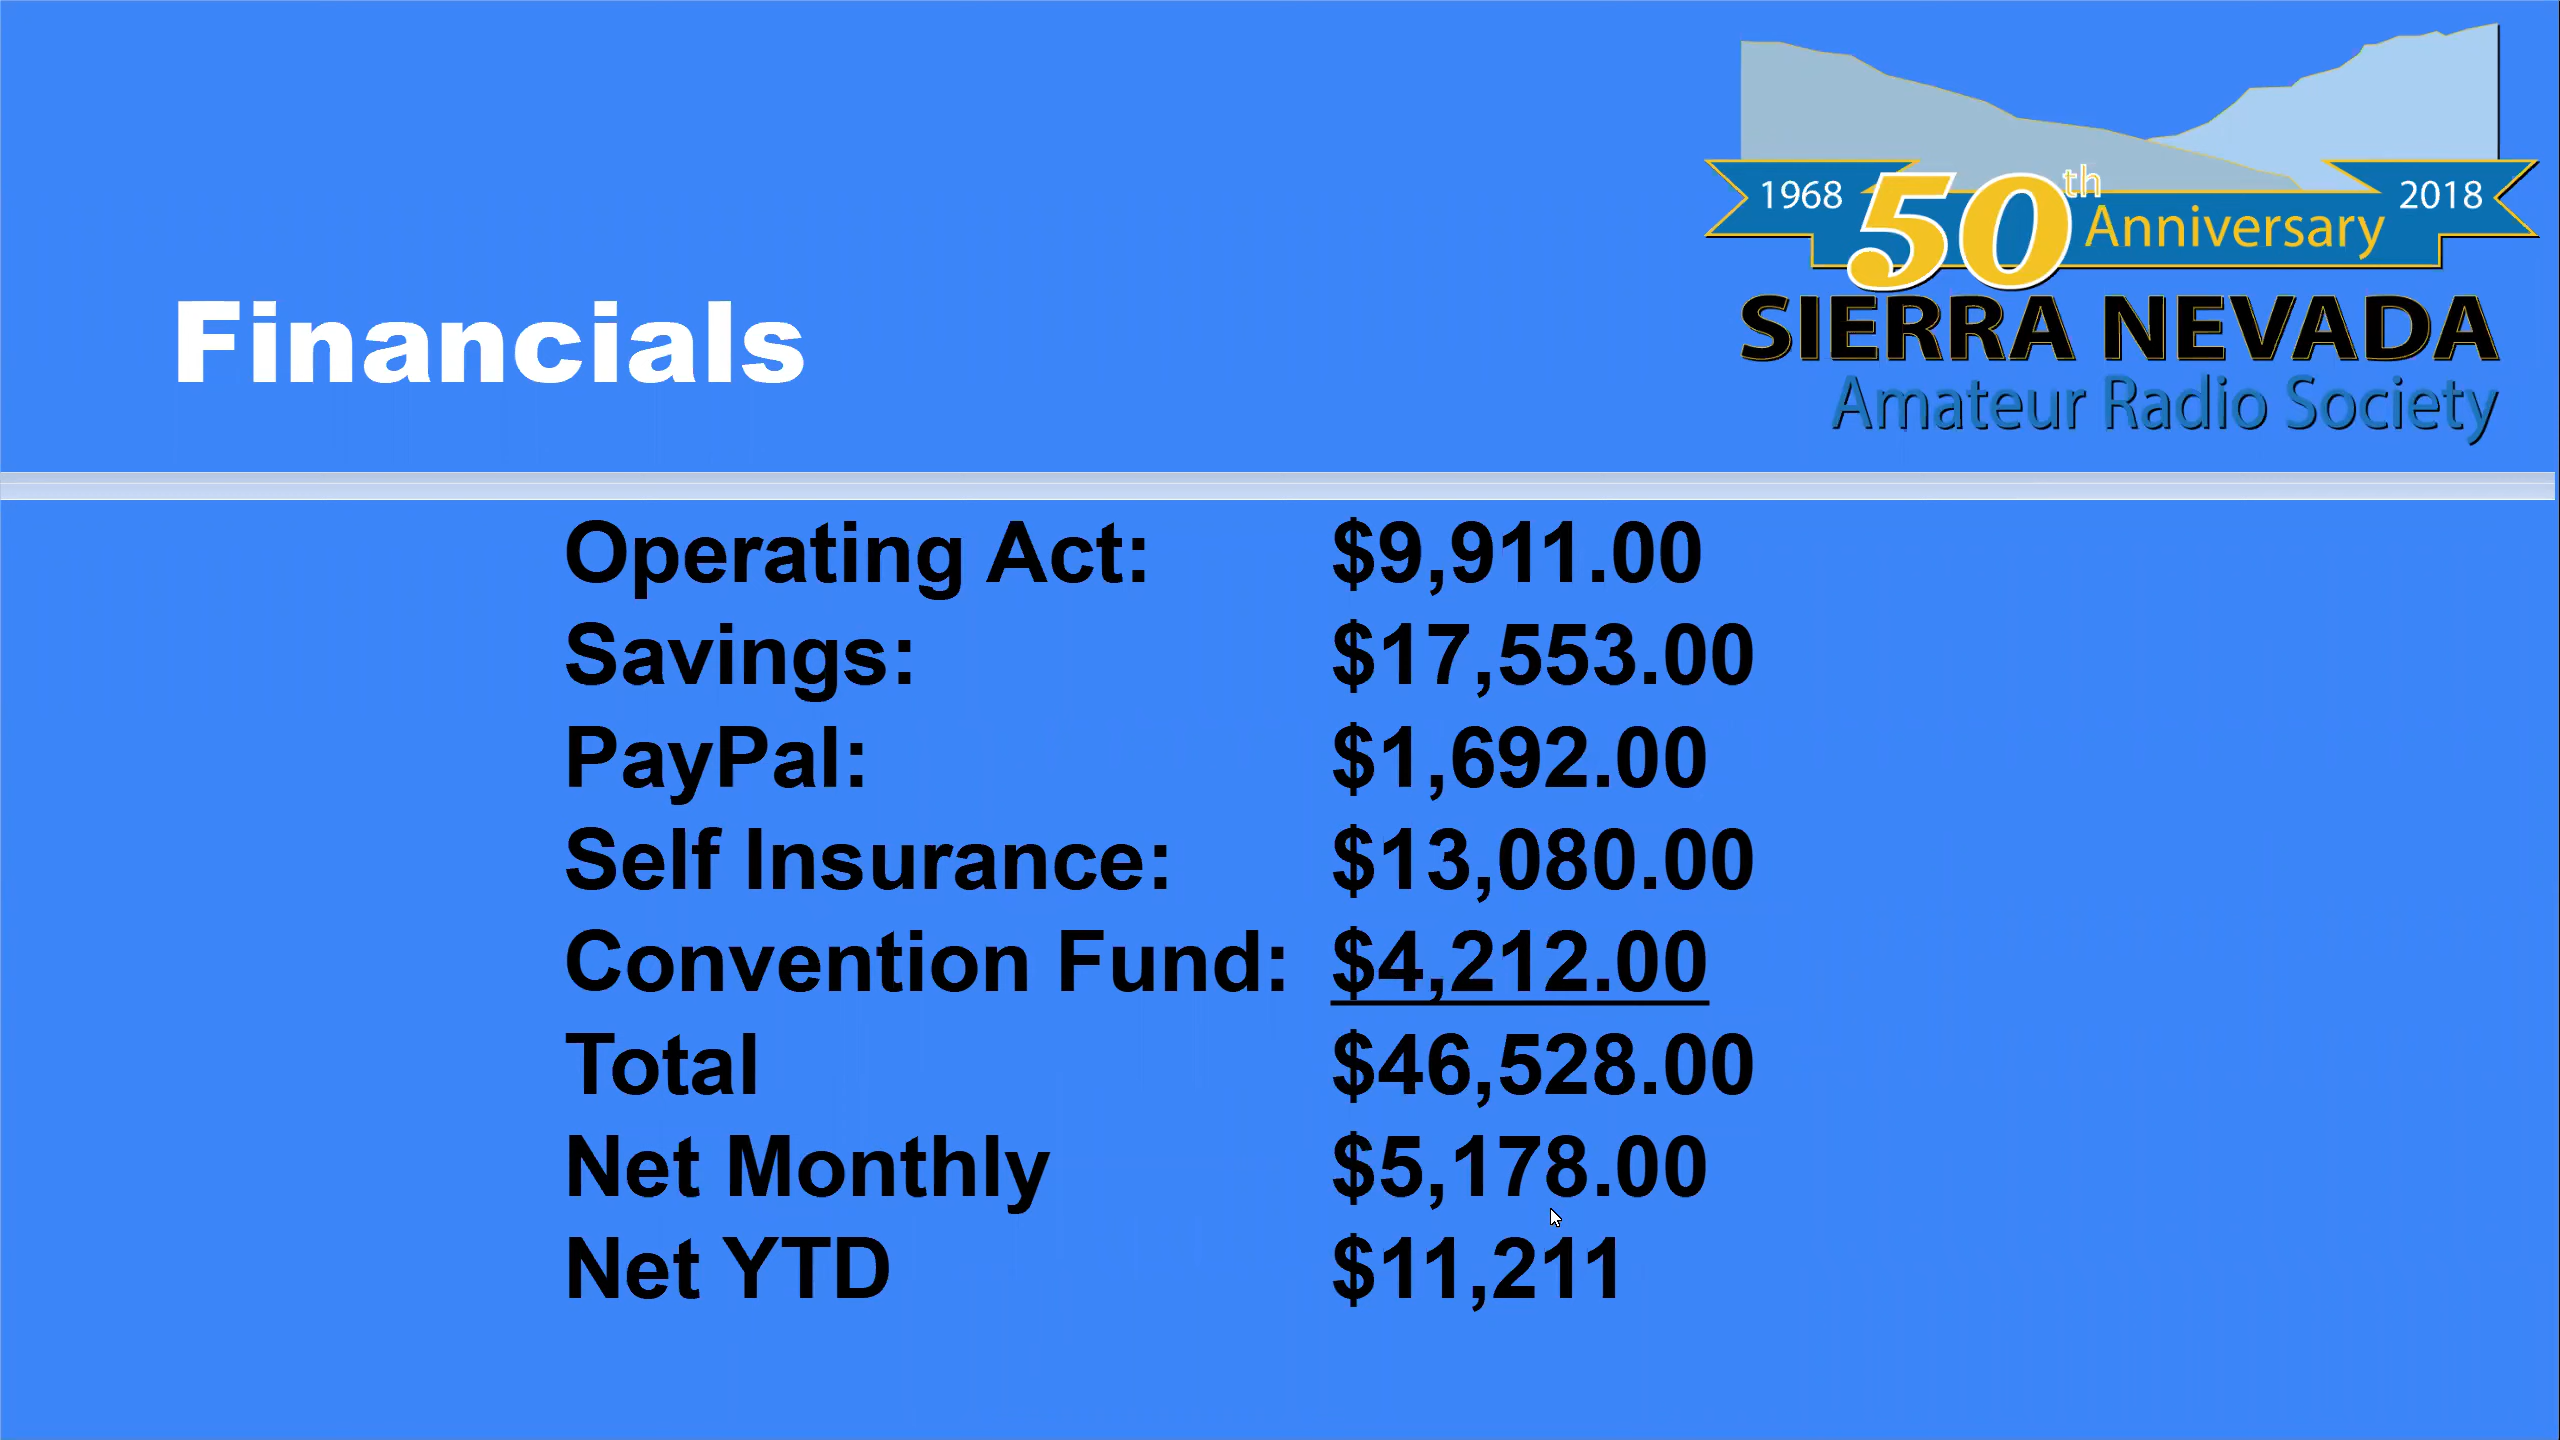 1968 50th Anniversary 2018
SIERRA NEVADA
Amateur Radio Society
Financials
Operating Act: $9,911.00
Savings: $17,553.00
PayPal: $1,692.00
Self Insurance: $13,080.00
Convention Fund: $4,212.00
Total $46,528.00
Net Monthly $5,178.00
Net YTD $11,211